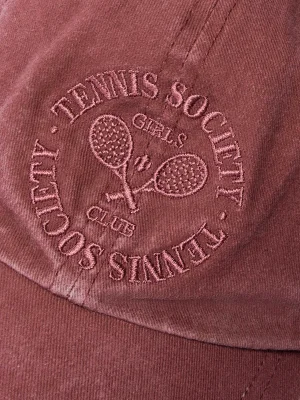 TENNIS SOCIETY · TENNIS SOCIETY ·
GIRLS
CLUB